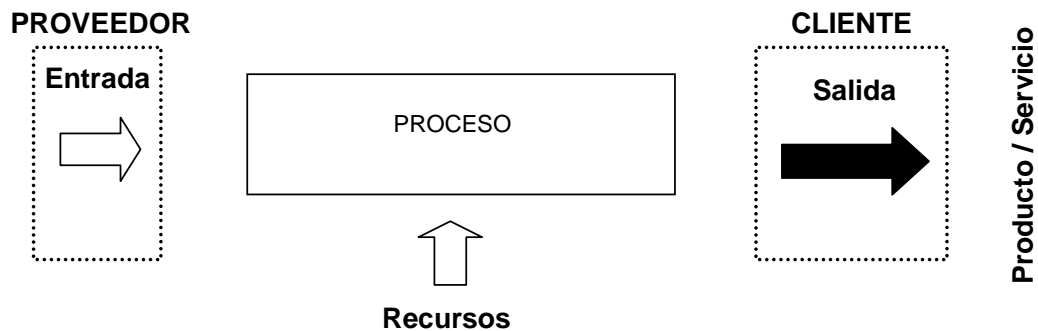 PROVEEDOR
Entrada
PROCESO
Recursos
CLIENTE
Salida
Producto / Servicio